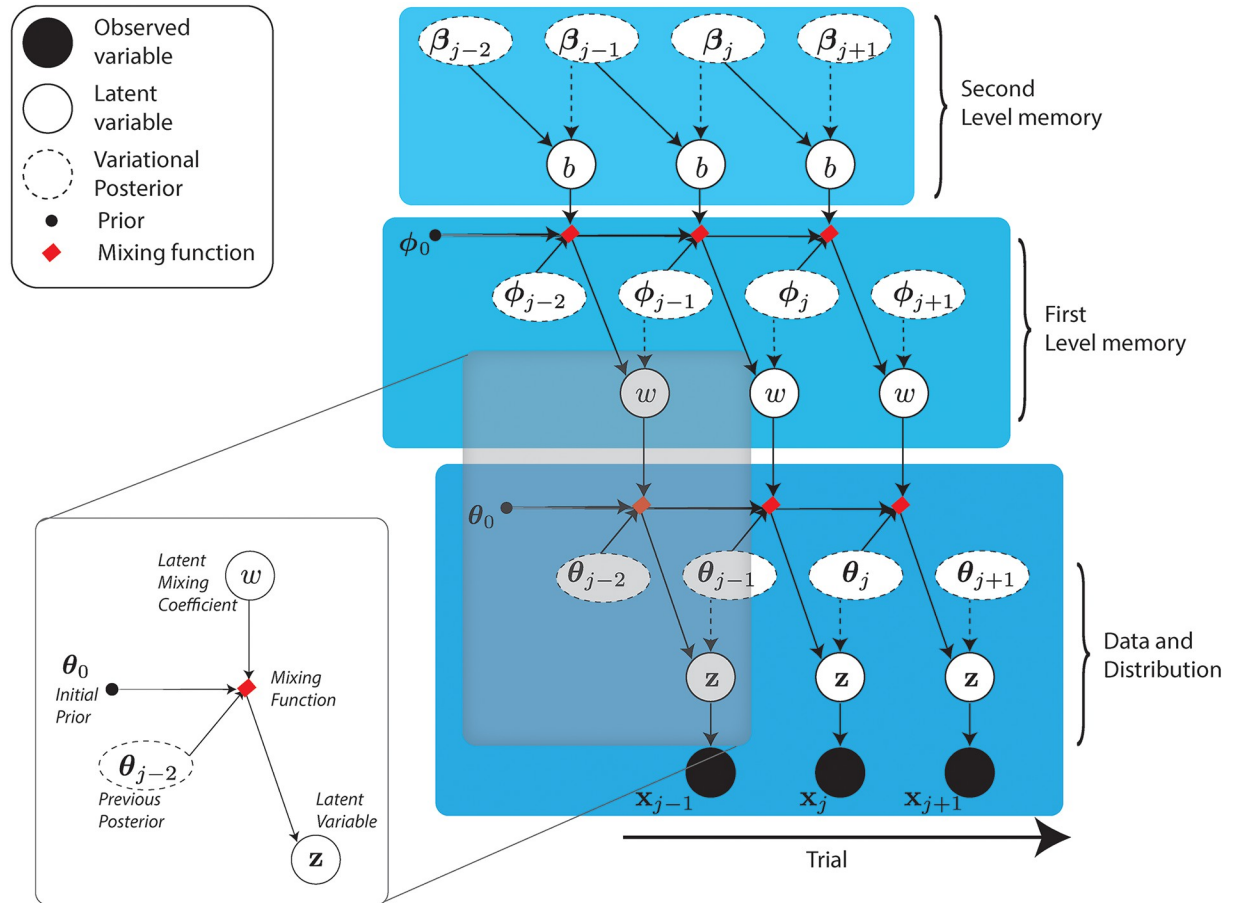 Observed
variable
Latent
variable
Variational
Posterior
Prior
Mixing function
β_{j−2} β_{j−1} β_j β_{j+1}
b b b
Second
Level memory
ϕ_0
ϕ_{j−2} ϕ_{j−1} ϕ_j ϕ_{j+1}
w w w
First
Level memory
θ_0
θ_{j−2} θ_{j−1} θ_j θ_{j+1}
z z z
x_{j−1} x_j x_{j+1}
Data and
Distribution
Trial
Latent
Mixing
Coefficient
w
θ_0
Initial
Prior
Mixing
Function
θ_{j−2}
Previous
Posterior
Latent
Variable
z